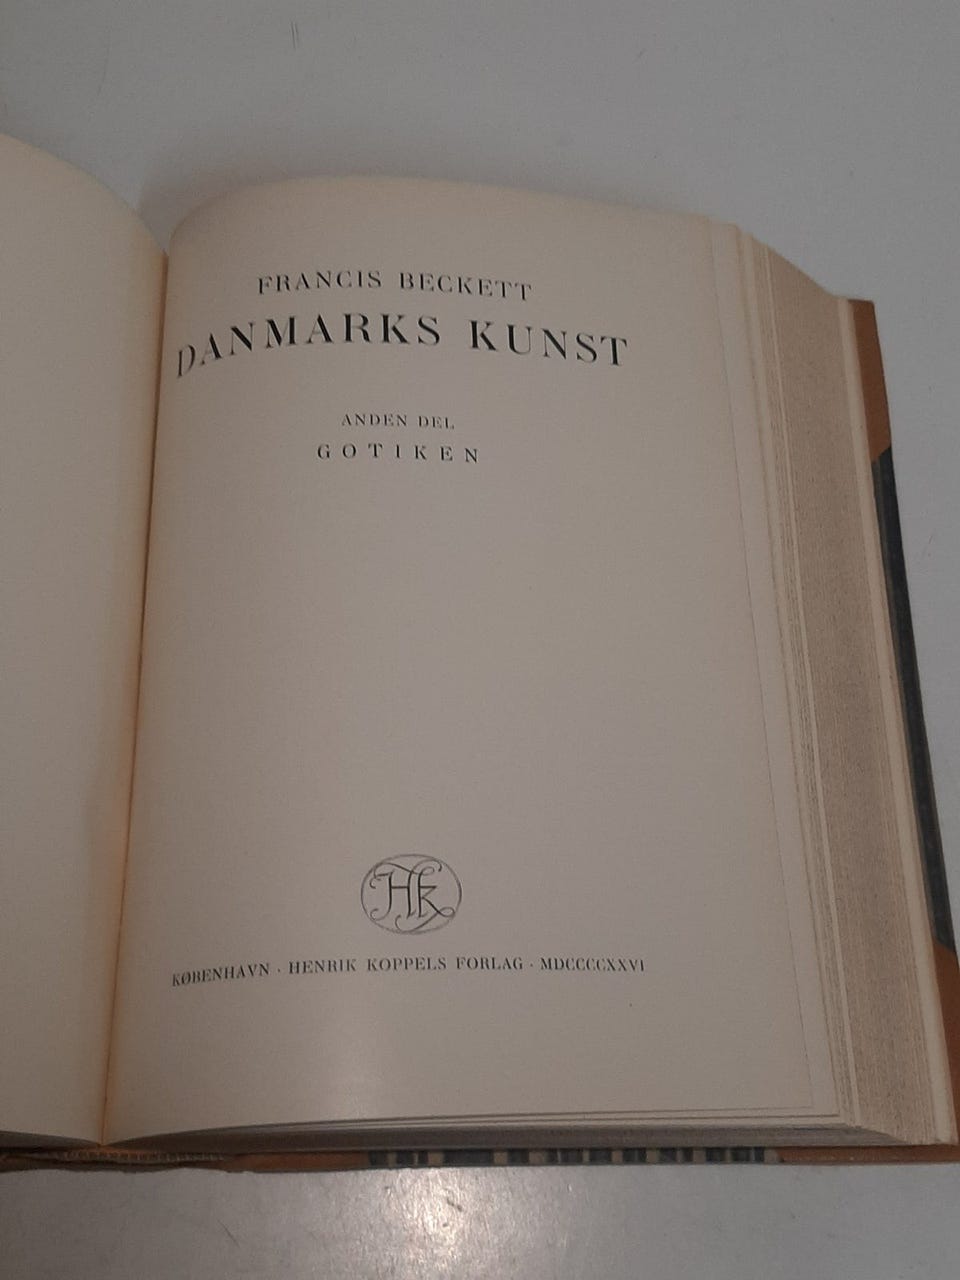 FRANCIS BECKETT
DANMARKS KUNST
ANDEN DEL
GOTIKEN
HK
KØBENHAVN · HENRIK KOPPELS FORLAG · MDCCCCXXVI